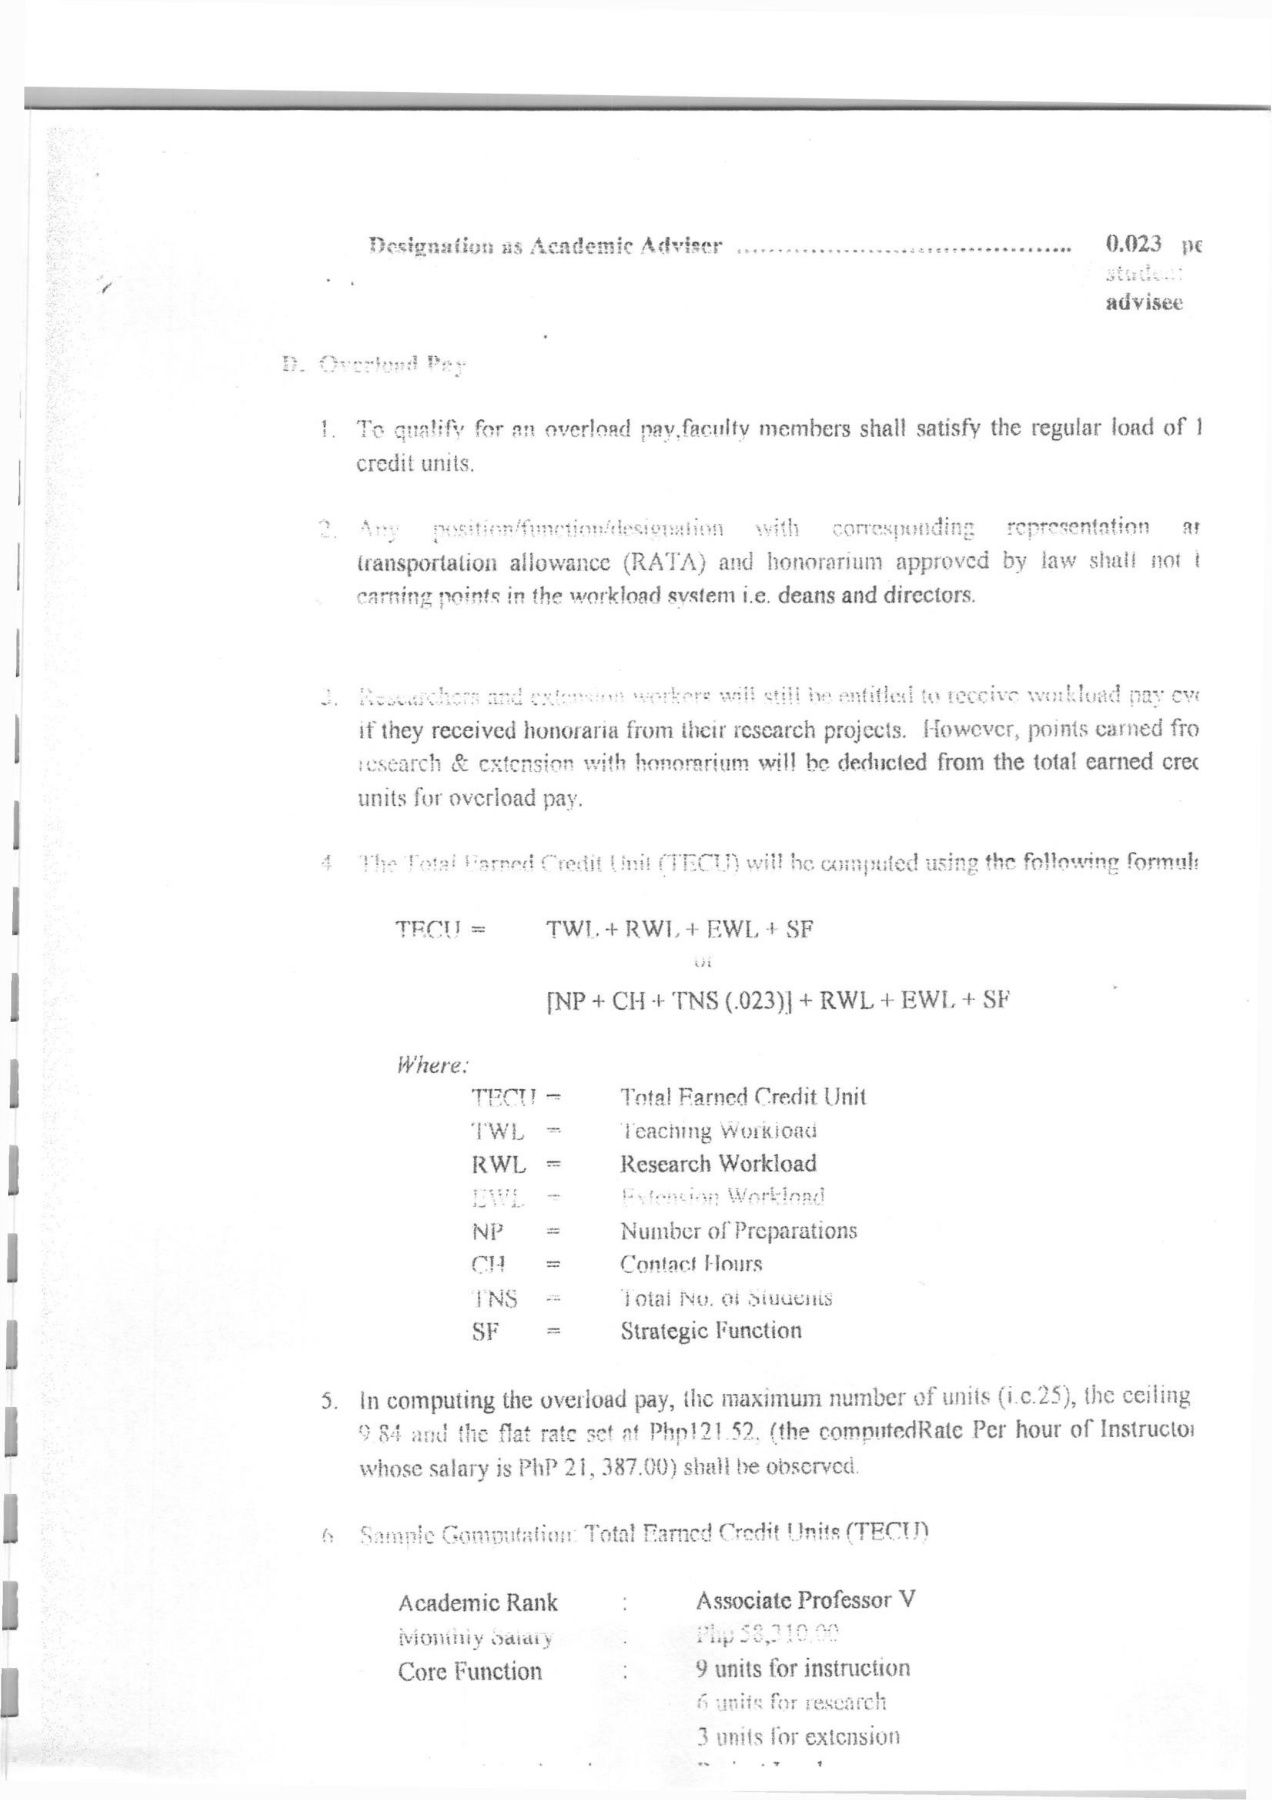 Designation as Academic Adviser ........................................ 0.023 pe
student
advisee
D. Overload Pay
1. To qualify for an overload pay,faculty members shall satisfy the regular load of 1
credit units.
2. Any position/function/designation with corresponding representation an
transportation allowance (RATA) and honorarium approved by law shall not
earning points in the workload system i.e. deans and directors.
3. Researchers and extension workers will still be entitled to receive workload pay eve
if they received honoraria from their research projects. However, points earned fro
research & extension with honorarium will be deducted from the total earned cred
units for overload pay.
4 The Total Earned Credit Unit (TECU) will be computed using the following formula
TECU = TWL + RWL + EWL + SF
or
[NP + CH + TNS (.023)] + RWL + EWL + SF
Where:
TECU = Total Earned Credit Unit
TWL = Teaching Workload
RWL = Research Workload
EWL = Extension Workload
NP = Number of Preparations
CH = Contact Hours
TNS = Total No. of Students
SF = Strategic Function
5. In computing the overload pay, the maximum number of units (i.e.25), the ceiling
9.84 and the flat rate set at Php121.52, (the computedRate Per hour of Instructor
whose salary is PhP 21, 387.00) shall be observed.
6 Sample Computation: Total Earned Credit Units (TECU)
Academic Rank : Associate Professor V
Monthly Salary : Php 58,310.00
Core Function : 9 units for instruction
6 units for research
3 units for extension